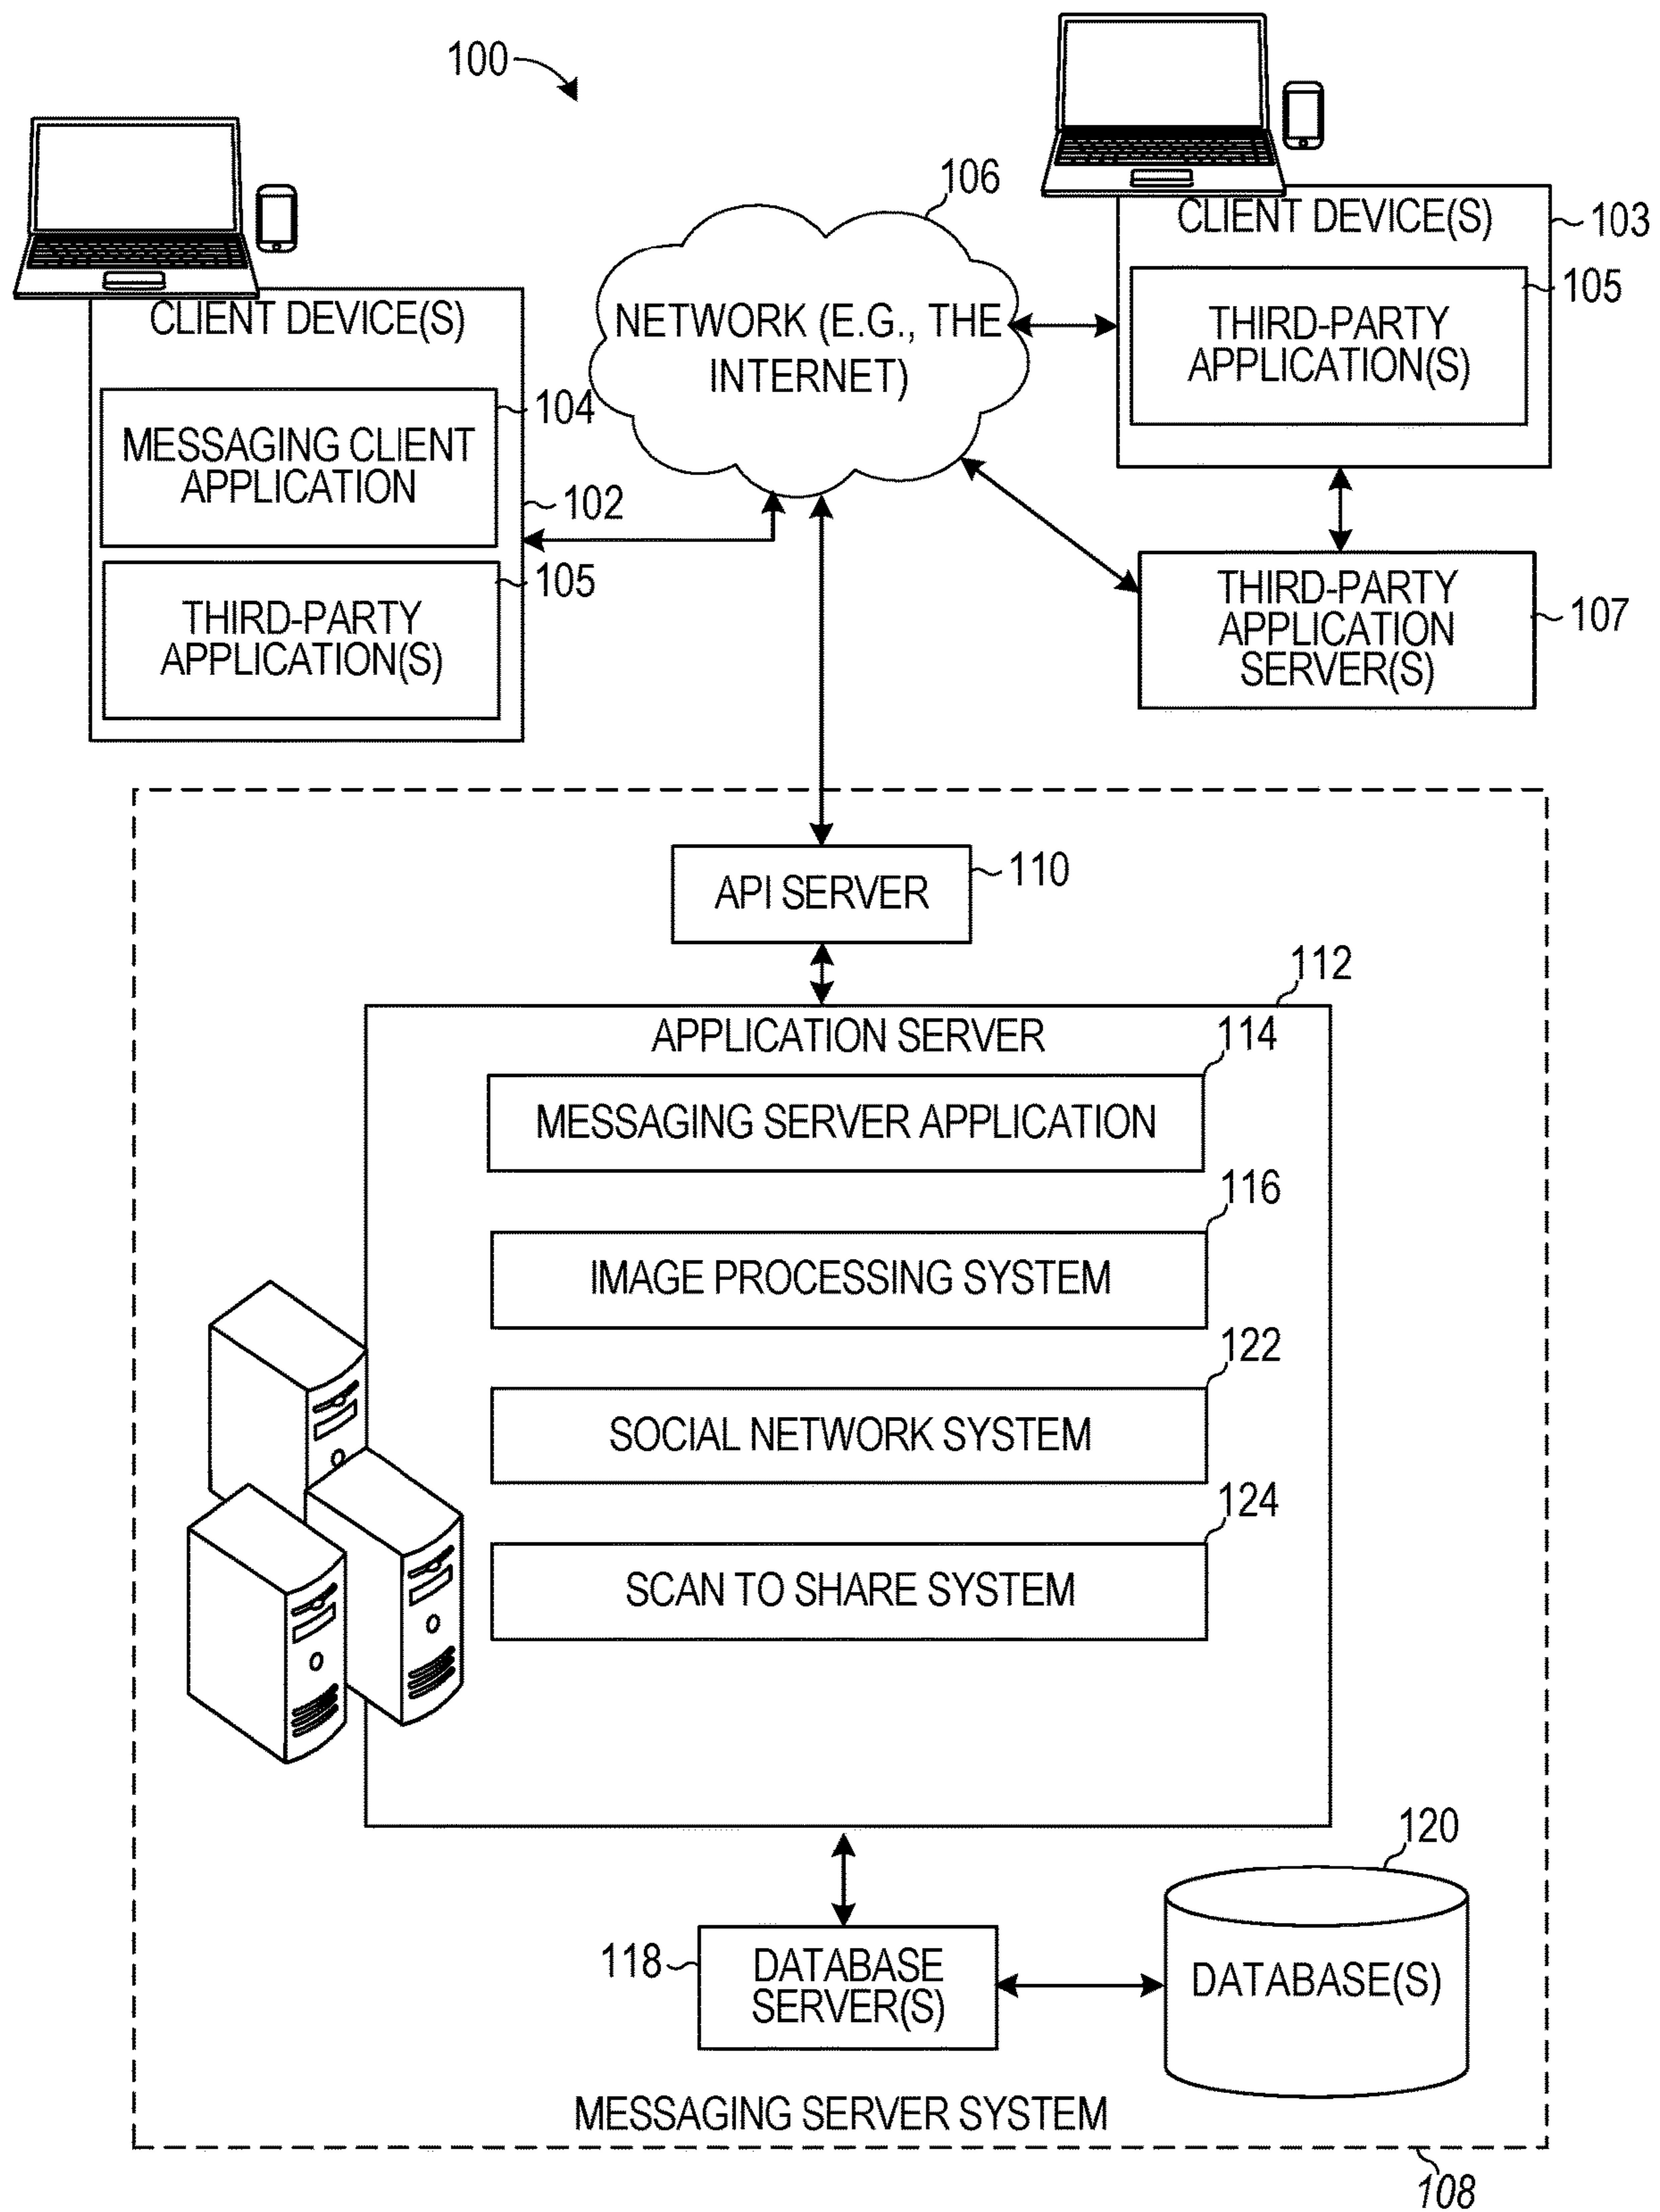 100
106
CLIENT DEVICE(S)
103
105
THIRD-PARTY
APPLICATION(S)
NETWORK (E.G., THE
INTERNET)
CLIENT DEVICE(S)
104
MESSAGING CLIENT
APPLICATION
102
105
THIRD-PARTY
APPLICATION(S)
THIRD-PARTY
APPLICATION
SERVER(S)
107
API SERVER
110
112
APPLICATION SERVER
114
MESSAGING SERVER APPLICATION
116
IMAGE PROCESSING SYSTEM
122
SOCIAL NETWORK SYSTEM
124
SCAN TO SHARE SYSTEM
120
118
DATABASE
SERVER(S)
DATABASE(S)
MESSAGING SERVER SYSTEM
108